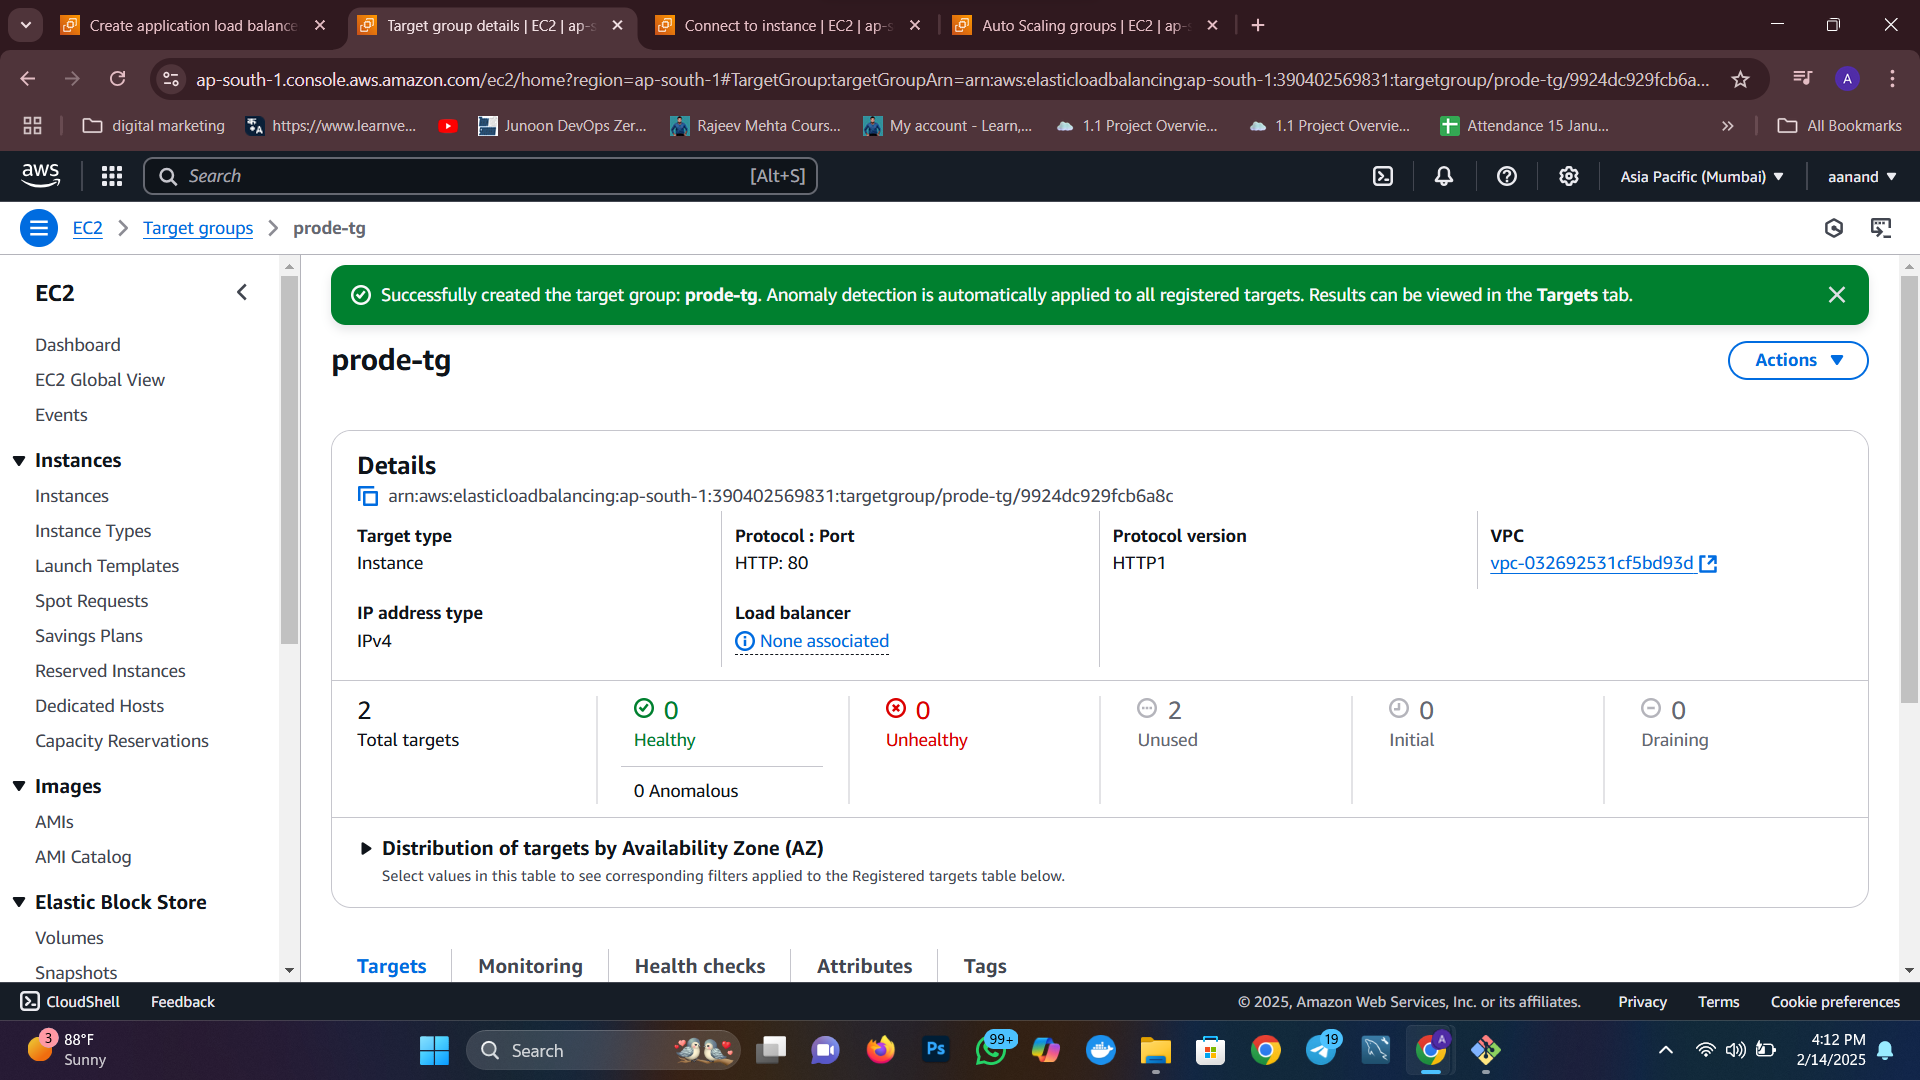 Create application load balance
Target group details | EC2 | ap-s
Connect to instance | EC2 | ap-s
Auto Scaling groups | EC2 | ap-s
ap-south-1.console.aws.amazon.com/ec2/home?region=ap-south-1#TargetGroup:targetGroupArn=arn:aws:elasticloadbalancing:ap-south-1:390402569831:targetgroup/prode-tg/9924dc929fcb6a...
A
digital marketing
https://www.learnve...
Junoon DevOps Zer...
Rajeev Mehta Cours...
My account - Learn,...
1.1 Project Overvie...
1.1 Project Overvie...
Attendance 15 Janu...
All Bookmarks
aws
Search
[Alt+S]
Asia Pacific (Mumbai)
aanand
EC2
Target groups
prode-tg
EC2
Dashboard
EC2 Global View
Events
Instances
Instances
Instance Types
Launch Templates
Spot Requests
Savings Plans
Reserved Instances
Dedicated Hosts
Capacity Reservations
Images
AMIs
AMI Catalog
Elastic Block Store
Volumes
Snapshots
Successfully created the target group: prode-tg. Anomaly detection is automatically applied to all registered targets. Results can be viewed in the Targets tab.
prode-tg
Actions
Details
arn:aws:elasticloadbalancing:ap-south-1:390402569831:targetgroup/prode-tg/9924dc929fcb6a8c
Target type
Instance
Protocol : Port
HTTP: 80
Protocol version
HTTP1
VPC
vpc-032692531cf5bd93d
IP address type
IPv4
Load balancer
None associated
2
Total targets
0
Healthy
0 Anomalous
0
Unhealthy
2
Unused
0
Initial
0
Draining
Distribution of targets by Availability Zone (AZ)
Select values in this table to see corresponding filters applied to the Registered targets table below.
Targets
Monitoring
Health checks
Attributes
Tags
CloudShell
Feedback
© 2025, Amazon Web Services, Inc. or its affiliates.
Privacy
Terms
Cookie preferences
3
88°F
Sunny
Search
Ps
99+
19
A
4:12 PM
2/14/2025